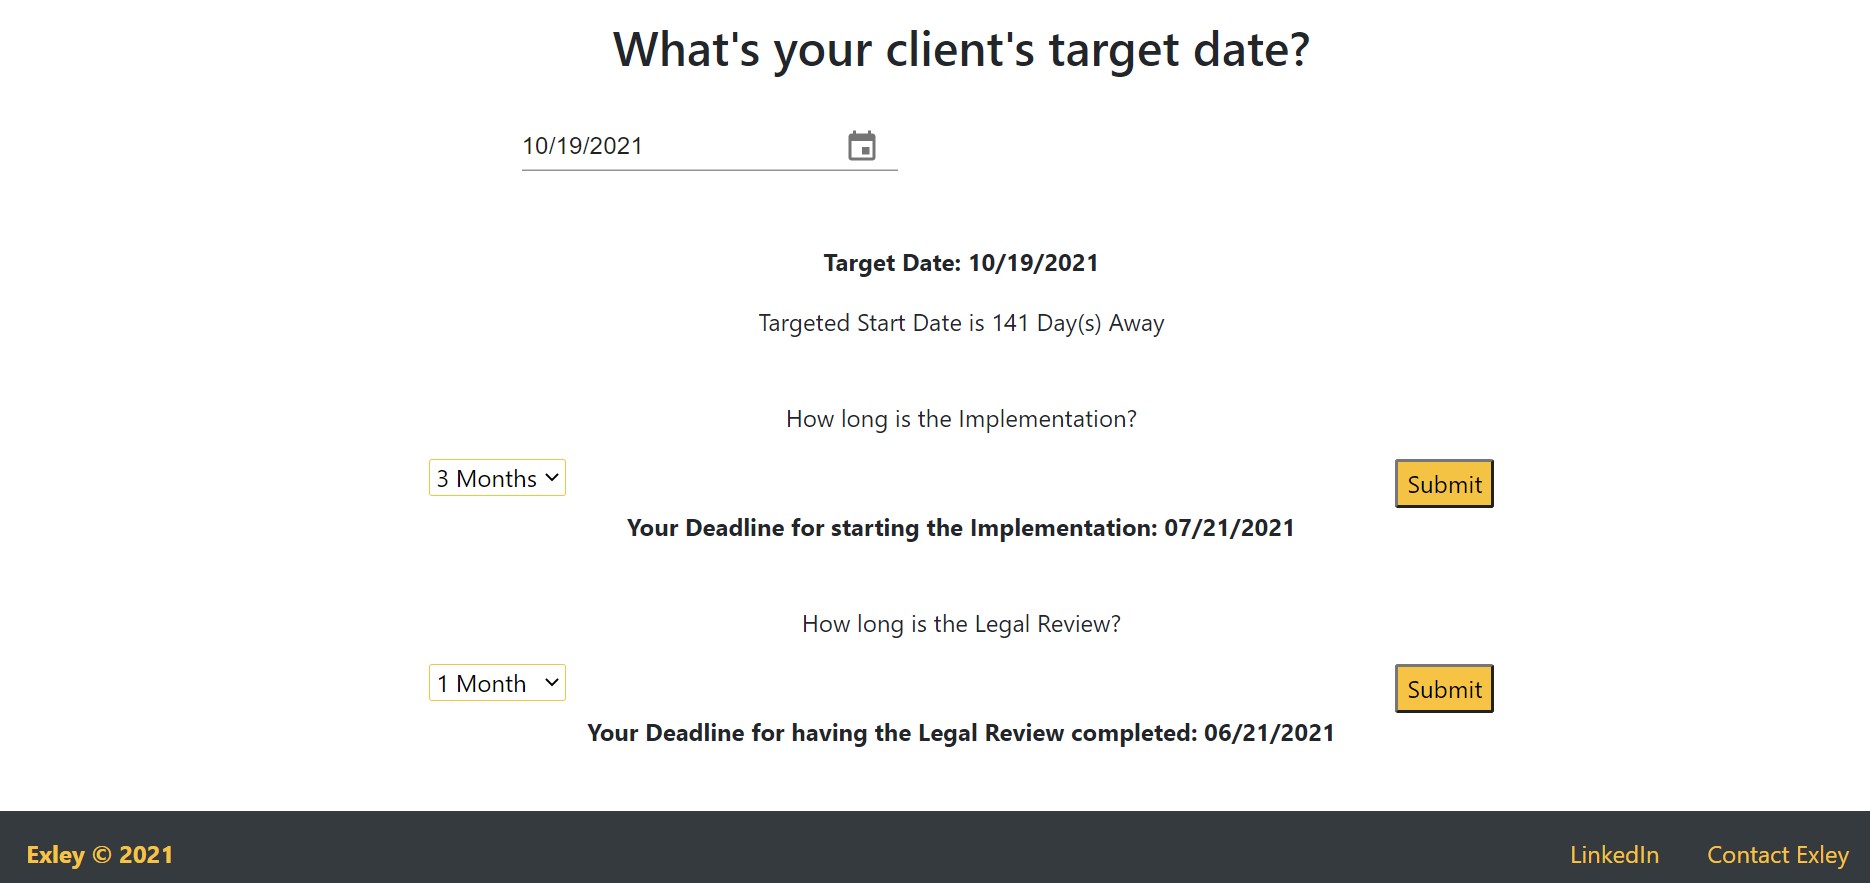 What's your client's target date?
10/19/2021
Target Date: 10/19/2021
Targeted Start Date is 141 Day(s) Away
How long is the Implementation?
3 Months
Submit
Your Deadline for starting the Implementation: 07/21/2021
How long is the Legal Review?
1 Month
Submit
Your Deadline for having the Legal Review completed: 06/21/2021
Exley © 2021
LinkedIn
Contact Exley